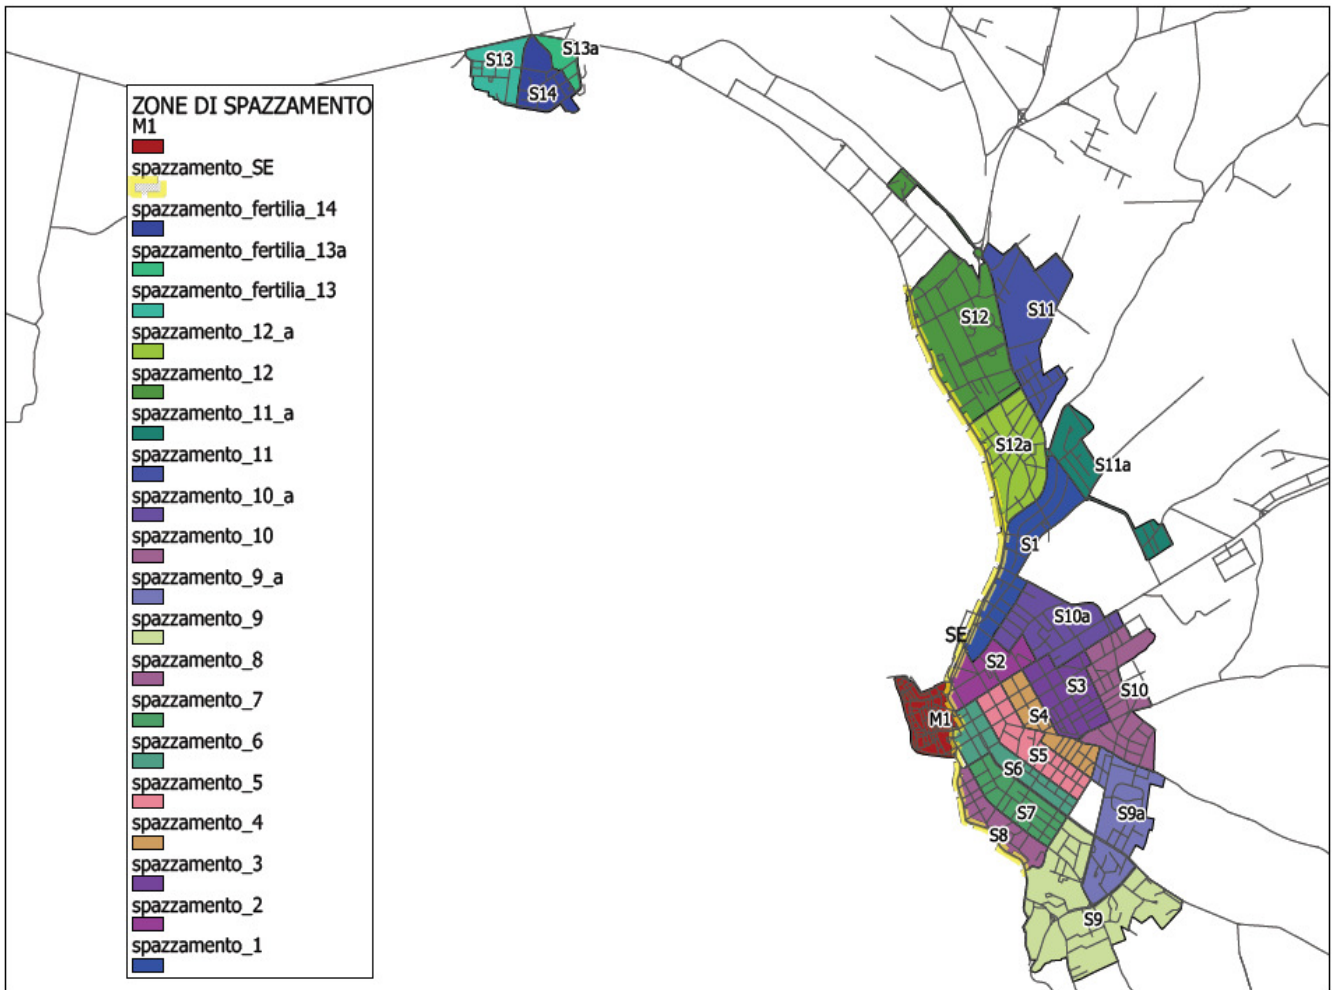 ZONE DI SPAZZAMENTO
M1
spazzamento_SE
spazzamento_fertilia_14
spazzamento_fertilia_13a
spazzamento_fertilia_13
spazzamento_12_a
spazzamento_12
spazzamento_11_a
spazzamento_11
spazzamento_10_a
spazzamento_10
spazzamento_9_a
spazzamento_9
spazzamento_8
spazzamento_7
spazzamento_6
spazzamento_5
spazzamento_4
spazzamento_3
spazzamento_2
spazzamento_1
S13
S13a
S14
S11
S12
S12a
S11a
S1
S10a
SE
S2
S3
S10
S4
M1
S5
S6
S7
S9a
S8
S9